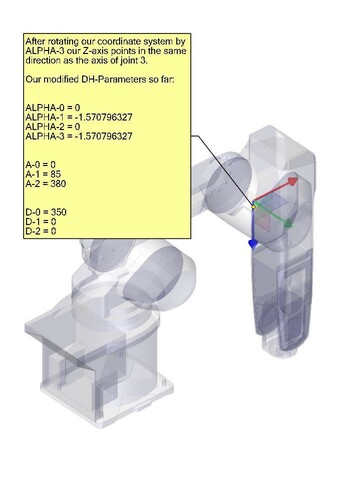 After rotating our coordinate system by
ALPHA-3 our Z-axis points in the same
direction as the axis of joint 3.
Our modified DH-Parameters so far:
ALPHA-0 = 0
ALPHA-1 = -1.570796327
ALPHA-2 = 0
ALPHA-3 = -1.570796327
A-0 = 0
A-1 = 85
A-2 = 380
D-0 = 350
D-1 = 0
D-2 = 0